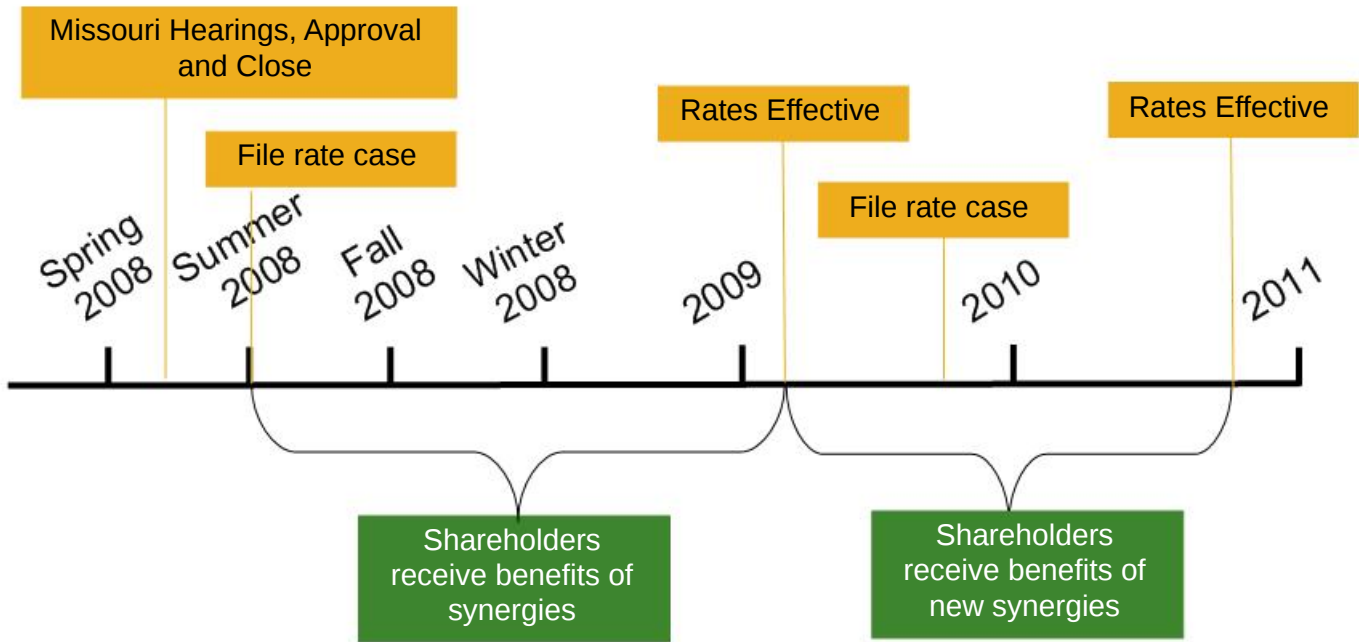 Missouri Hearings, Approval
and Close
File rate case
Rates Effective
File rate case
Rates Effective
Spring
2008
Summer
2008
Fall
2008
Winter
2008
2009
2010
2011
Shareholders
receive benefits of
synergies
Shareholders
receive benefits of
new synergies